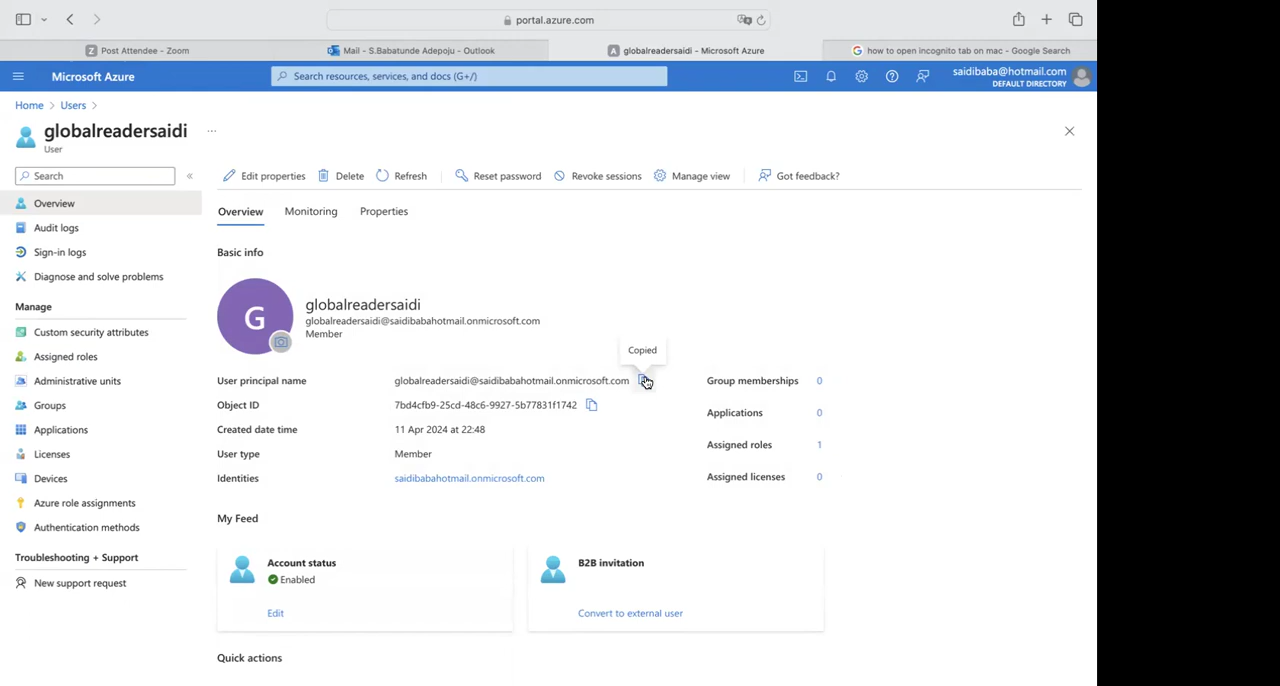 portal.azure.com
Post Attendee - Zoom
Mail - S.Babatunde Adepoju - Outlook
globalreadersaidi - Microsoft Azure
how to open incognito tab on mac - Google Search
Microsoft Azure
Search resources, services, and docs (G+/)
saidibaba@hotmail.com
DEFAULT DIRECTORY
Home > Users >
globalreadersaidi ...
User
Search
Edit properties
Delete
Refresh
Reset password
Revoke sessions
Manage view
Got feedback?
Overview
Audit logs
Sign-in logs
Diagnose and solve problems
Manage
Custom security attributes
Assigned roles
Administrative units
Groups
Applications
Licenses
Devices
Azure role assignments
Authentication methods
Troubleshooting + Support
New support request
Overview
Monitoring
Properties
Basic info
G
globalreadersaidi
globalreadersaidi@saidibabahotmail.onmicrosoft.com
Member
Copied
User principal name
globalreadersaidi@saidibabahotmail.onmicrosoft.com
Object ID
7bd4cfb9-25cd-48c6-9927-5b77831f1742
Created date time
11 Apr 2024 at 22:48
User type
Member
Identities
saidibabahotmail.onmicrosoft.com
Group memberships 0
Applications 0
Assigned roles 1
Assigned licenses 0
My Feed
Account status
Enabled
Edit
B2B invitation
Convert to external user
Quick actions